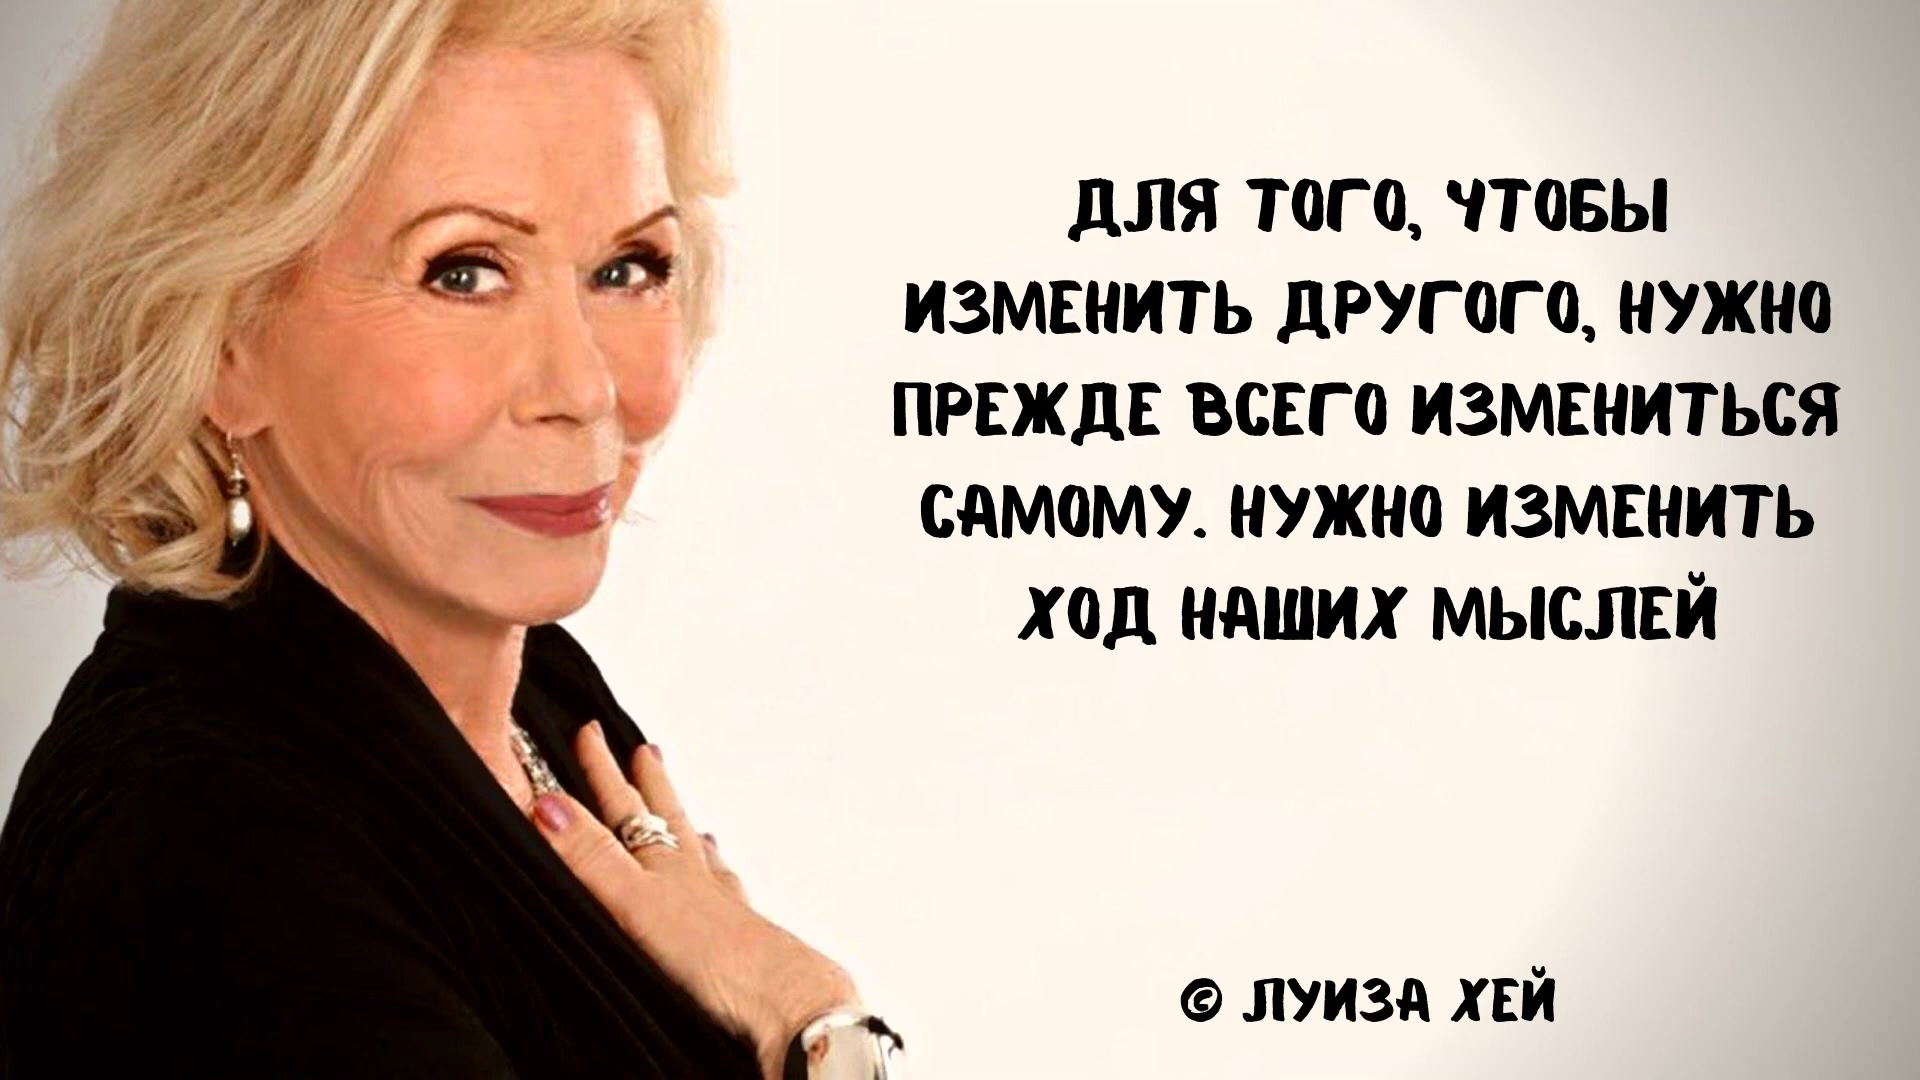 ДЛЯ ТОГО, ЧТОБЫ
ИЗМЕНИТЬ ДРУГОГО, НУЖНО
ПРЕЖДЕ ВСЕГО ИЗМЕНИТЬСЯ
САМОМУ. НУЖНО ИЗМЕНИТЬ
ХОД НАШИХ МЫСЛЕЙ
© ЛУИЗА ХЕЙ